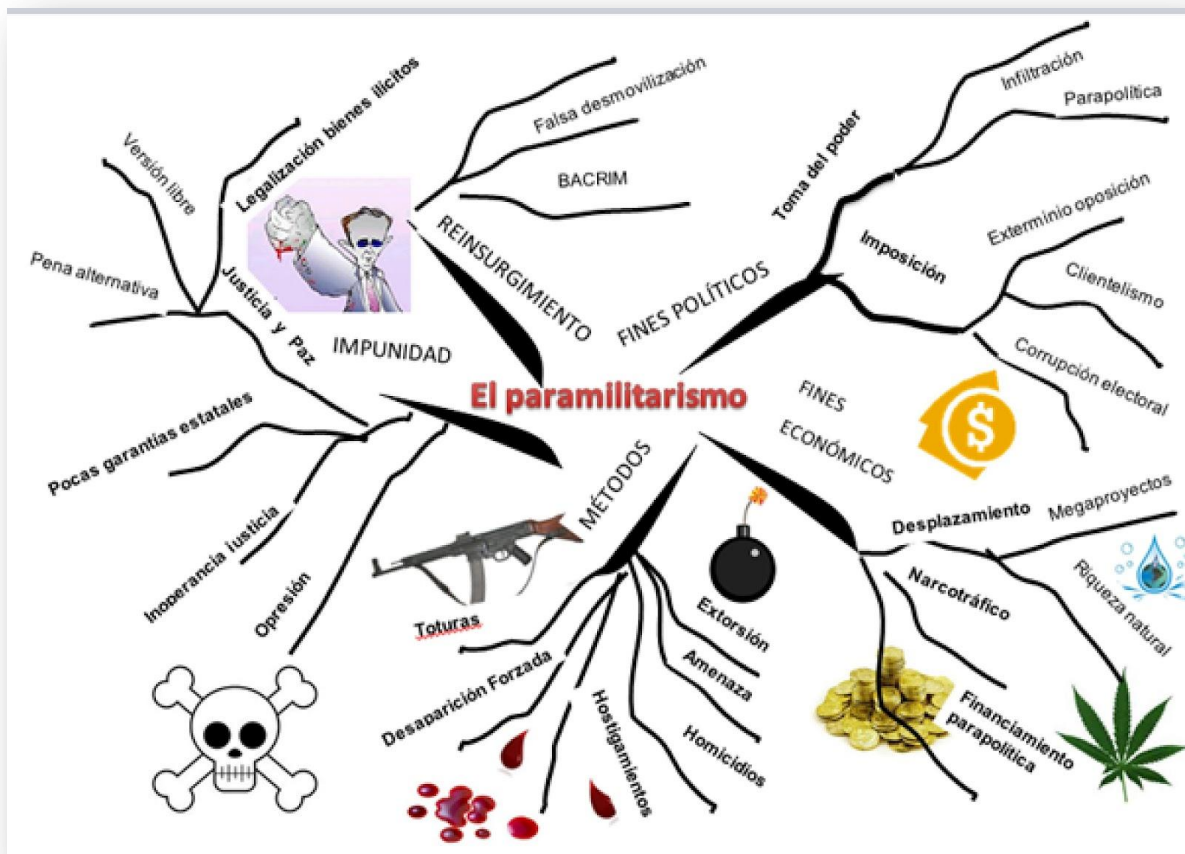 El paramilitarismo
REINSURGIMIENTO
Falsa desmovilización
BACRIM
FINES POLÍTICOS
Toma del poder
Infiltración
Parapolítica
Imposición
Exterminio oposición
Clientelismo
Corrupción electoral
FINES
ECONÓMICOS
Desplazamiento
Megaproyectos
Riqueza natural
Narcotráfico
Financiamiento
parapolítica
MÉTODOS
Extorsión
Amenaza
Homicidios
Hostigamientos
Desaparición Forzada
Toturas
IMPUNIDAD
Justicia y Paz
Legalización bienes ilicitos
Versión libre
Pena alternativa
Pocas garantías estatales
Inoperancia iusticia
Opresión
$